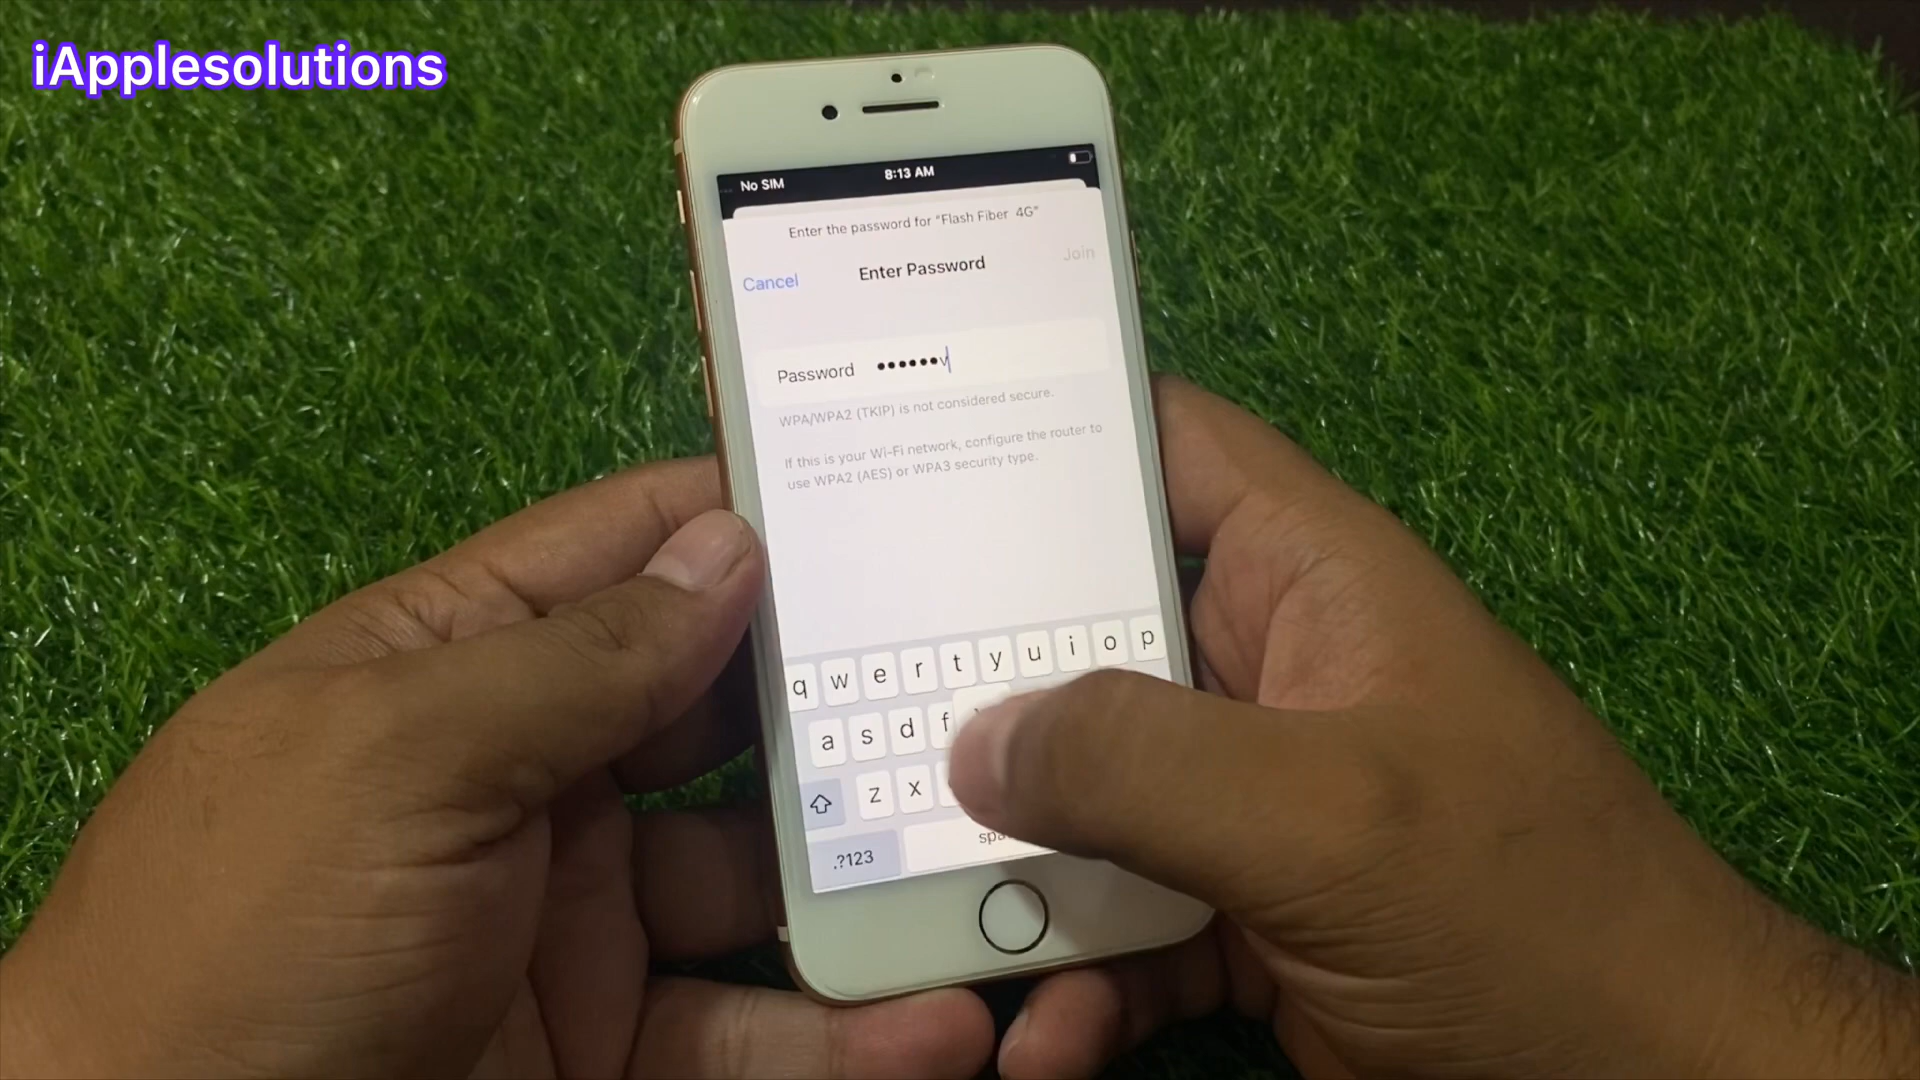 iApplesolutions
No SIM 8:13 AM
Enter the password for “Flash Fiber 4G”
Cancel Enter Password Join
Password ••••••v
WPA/WPA2 (TKIP) is not considered secure.
If this is your Wi-Fi network, configure the router to
use WPA2 (AES) or WPA3 security type.
q w e r t y u i o p
a s d f
z x
.?123